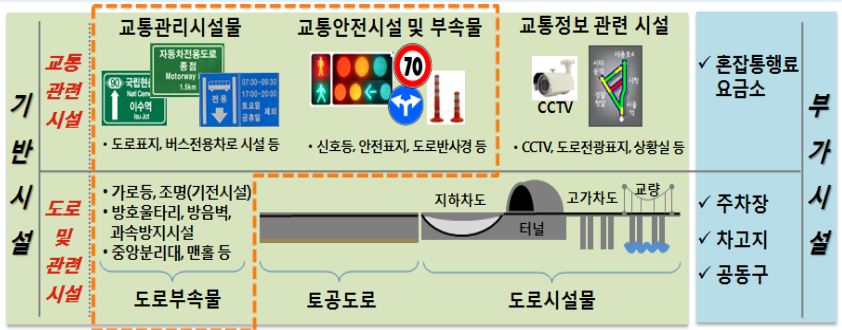 기반시설
교통
관련
시설
교통관리시설물
자동차전용도로
종 점
Motorway
1.5km
90
국립현
Nat Ceme
이수역
Isu Jct
전 용
07:30~09:30
17:00~20:00
토요일
공휴일
제외
• 도로표지, 버스전용차로 시설 등
교통안전시설 및 부속물
70
• 신호등, 안전표지, 도로반사경 등
교통정보 관련 시설
CCTV
• CCTV, 도로전광표지, 상황실 등
✓ 혼잡통행료
요금소
부가시설
도로
및
관련
시설
• 가로등, 조명(기전시설)
• 방호울타리, 방음벽,
과속방지시설
• 중앙분리대, 맨홀 등
도로부속물
토공도로
지하차도
터널
고가차도
교량
도로시설물
✓ 주차장
✓ 차고지
✓ 공동구